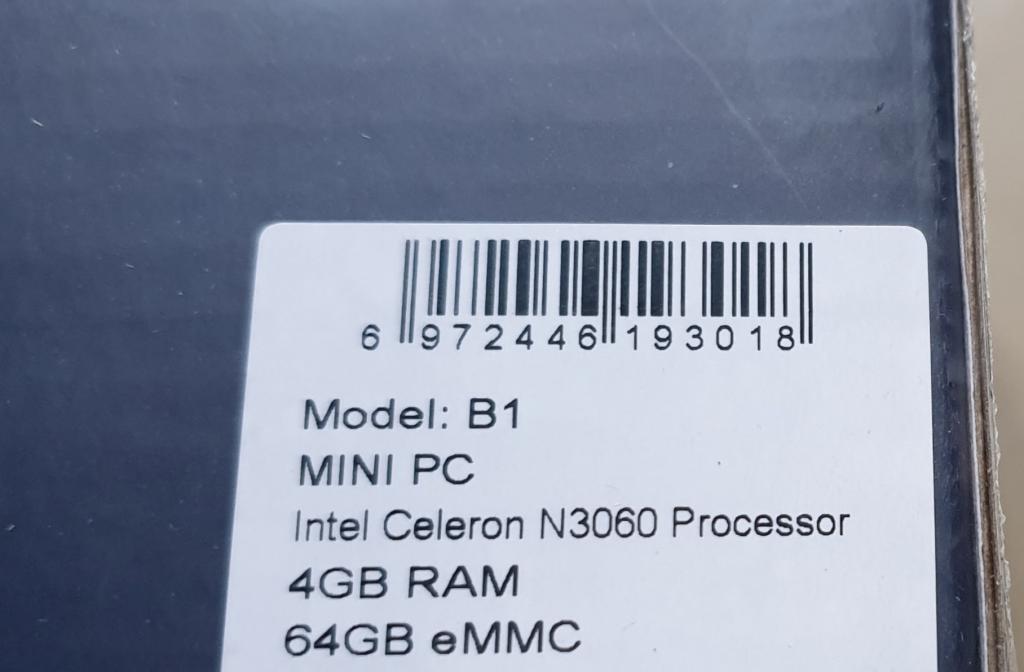 6 972446 193018
Model: B1
MINI PC
Intel Celeron N3060 Processor
4GB RAM
64GB eMMC